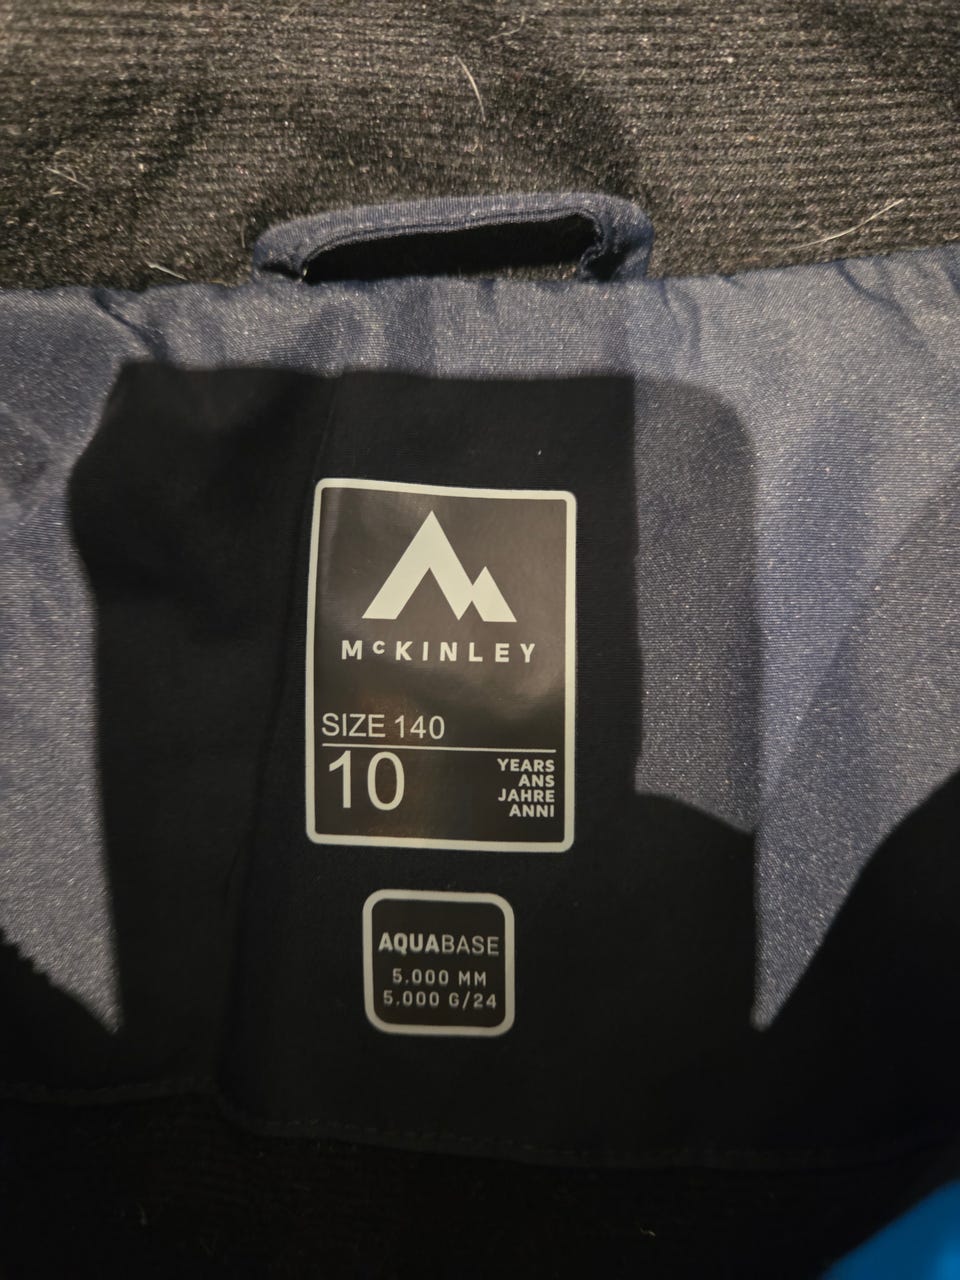 McKINLEY
SIZE 140
10
YEARS
ANS
JAHRE
ANNI
AQUABASE
5.000 MM
5.000 G/24